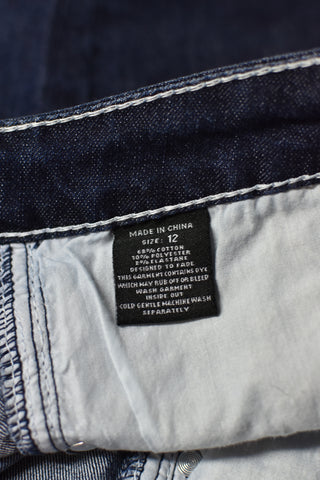 MADE IN CHINA
SIZE: 12
68% COTTON
10% POLYESTER
2% ELASTANE
DESIGNED TO FADE
THIS GARMENT CONTAINS DYE
WHICH MAY RUB OFF OR BLEED
WASH GARMENT
INSIDE OUT
COLD GENTLE MACHINE WASH
SEPARATELY